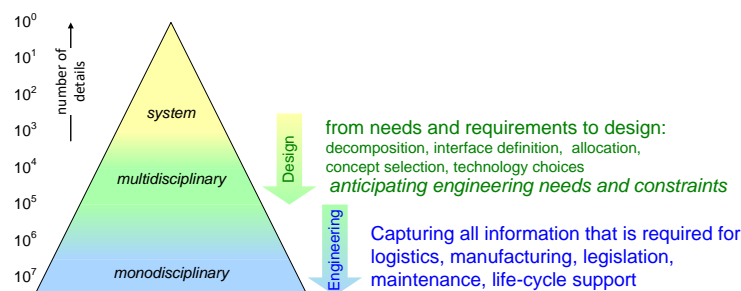 10⁰
10¹
10²
10³
10⁴
10⁵
10⁶
10⁷
number of
details
system
multidisciplinary
monodisciplinary
Design
from needs and requirements to design:
decomposition, interface definition, allocation,
concept selection, technology choices
anticipating engineering needs and constraints
Engineering
Capturing all information that is required for
logistics, manufacturing, legislation,
maintenance, life-cycle support